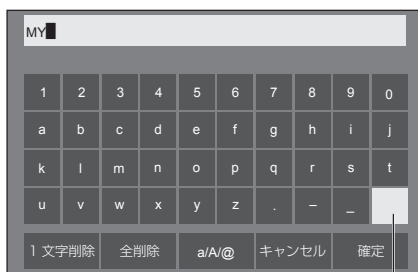 MY
1 2 3 4 5 6 7 8 9 0
a b c d e f g h i j
k l m n o p q r s t
u v w x y z . – _
1 文字削除 全削除 a/A/@ キャンセル 確定